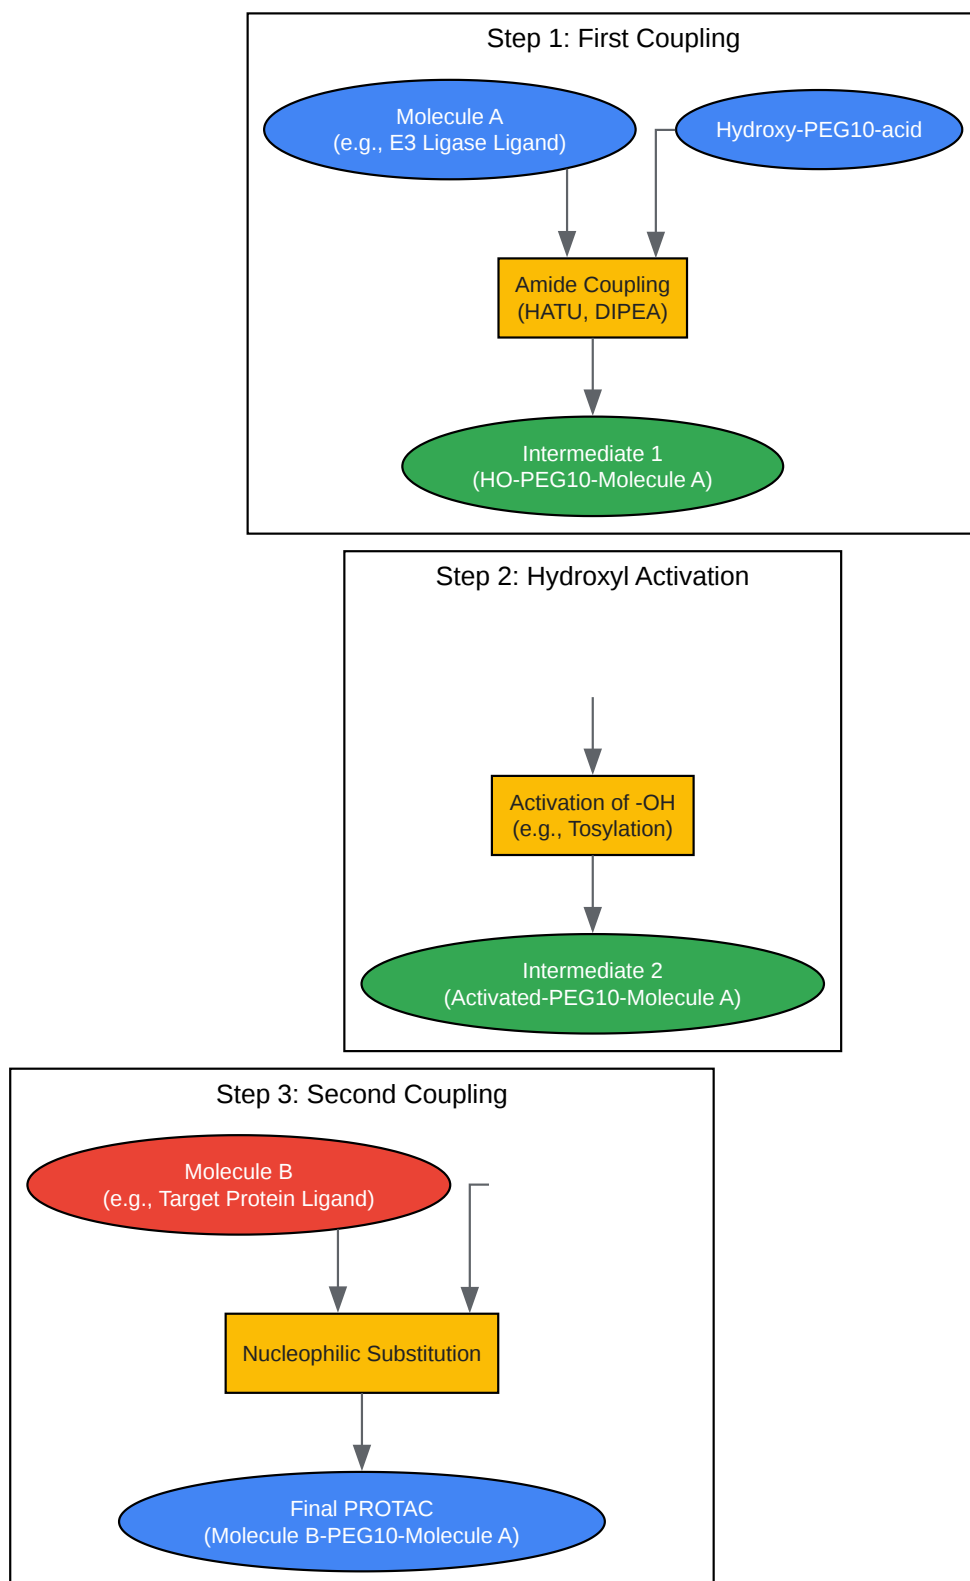 Step 1: First Coupling
Molecule A
(e.g., E3 Ligase Ligand)
Hydroxy-PEG10-acid
Amide Coupling
(HATU, DIPEA)
Intermediate 1
(HO-PEG10-Molecule A)
Step 2: Hydroxyl Activation
Activation of -OH
(e.g., Tosylation)
Intermediate 2
(Activated-PEG10-Molecule A)
Step 3: Second Coupling
Molecule B
(e.g., Target Protein Ligand)
Nucleophilic Substitution
Final PROTAC
(Molecule B-PEG10-Molecule A)